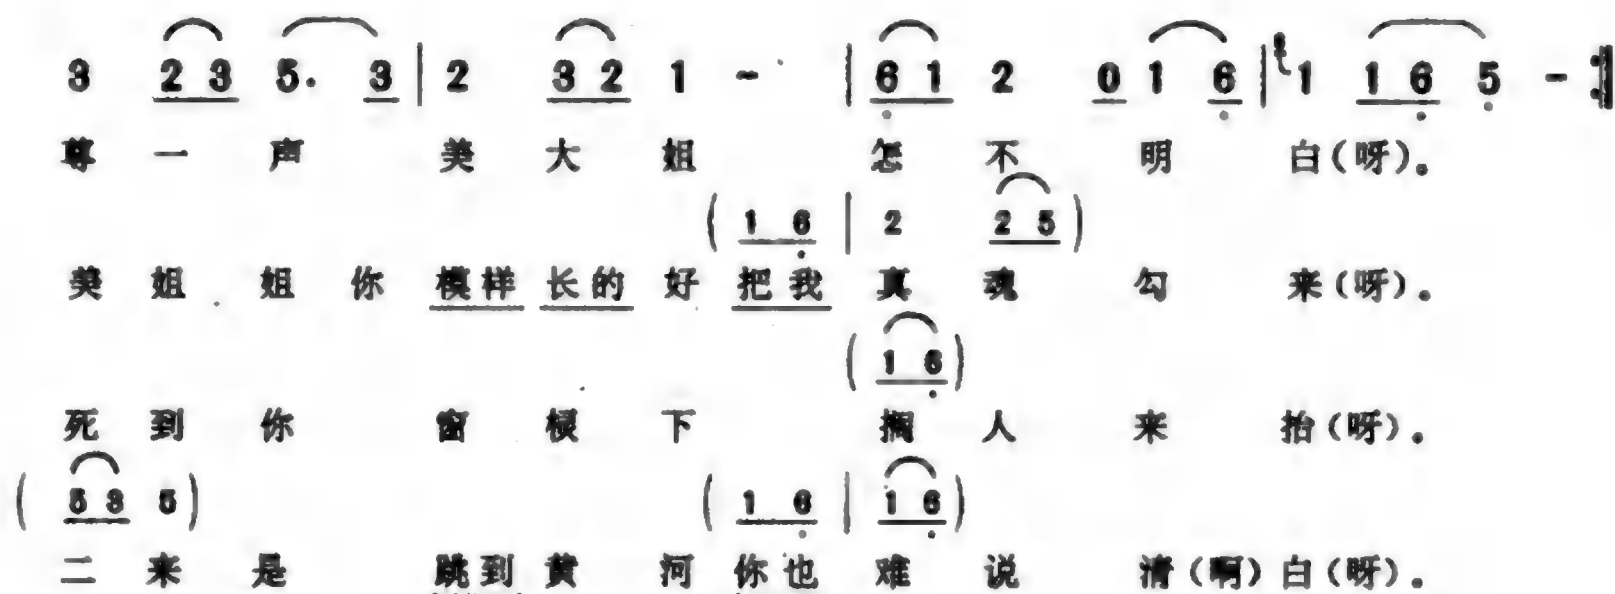 3 2 3 5. 3 | 2 3 2 1 - | 6 1 2 0 1 6 | 6 1 1 6 5 - :‖
尊一声 美大姐 怎不明 白(呀)。
( 1 6 | 2 2 5 )
美姐姐你模样长的好把我真魂勾 来(呀)。
( 1 6 )
死到你 窗棂下 搁人来 抬(呀)。
( 5 3 5 ) ( 1 6 | 1 6 )
二来是 跳到黄河你也难说 清(啊)白(呀)。